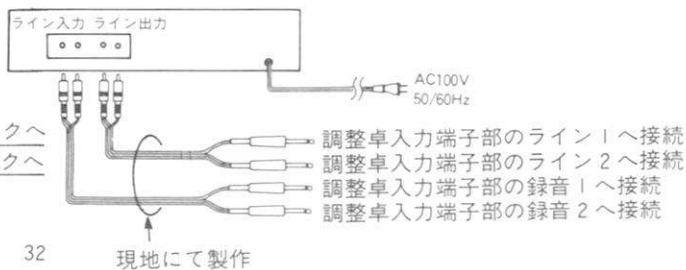 ライン入力 ライン出力
AC100V
50/60Hz
クへ
クへ
調整卓入力端子部のライン1へ接続
調整卓入力端子部のライン2へ接続
調整卓入力端子部の録音1へ接続
調整卓入力端子部の録音2へ接続
32
現地にて製作